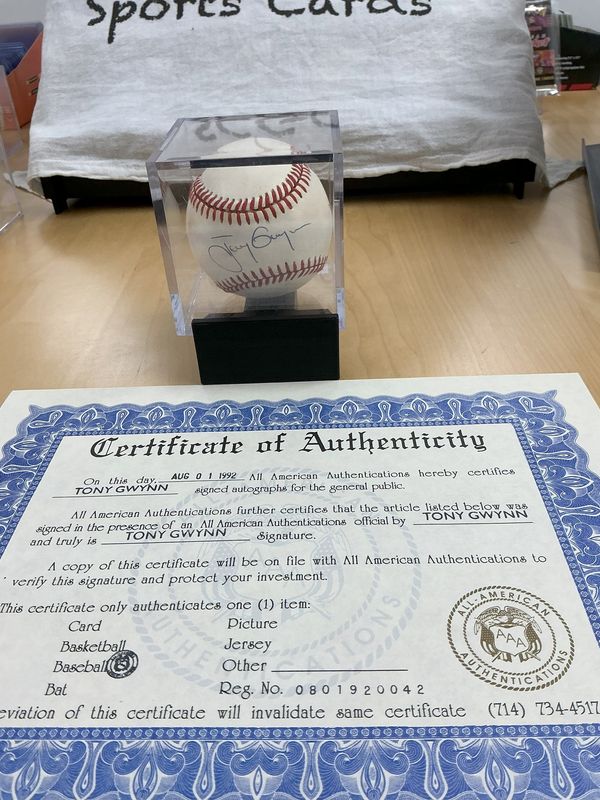 Sports Cards
Tony Gwynn
Certificate of Authenticity
On this day, AUG 01 1992 All American Authentications hereby certifies
TONY GWYNN signed autographs for the general public.
All American Authentications further certifies that the article listed below was
signed in the presence of an All American Authentications official by TONY GWYNN
and truly is TONY GWYNN Signature.
A copy of this certificate will be on file with All American Authentications to
verify this signature and protect your investment.
This certificate only authenticates one (1) item:
Card Picture
Basketball Jersey
Baseball Other
Bat Reg. No. 0801920042
eviation of this certificate will invalidate same certificate (714) 734-4517
ALL AMERICAN
AAA
AUTHENTICATIONS
AUTHENTICATIONS